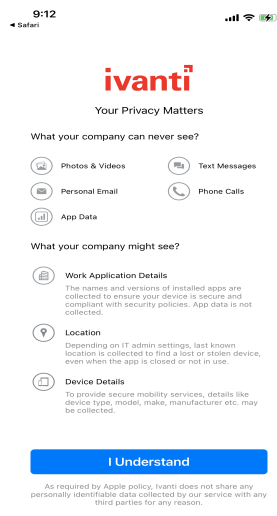 9:12
◀ Safari
ivanti
Your Privacy Matters
What your company can never see?
Photos & Videos
Text Messages
Personal Email
Phone Calls
App Data
What your company might see?
Work Application Details
The names and versions of installed apps are
collected to ensure your device is secure and
compliant with security policies. App data is not
collected.
Location
Depending on IT admin settings, last known
location is collected to find a lost or stolen device,
even when the app is closed or not in use.
Device Details
To provide secure mobility services, details like
device type, model, make, manufacturer etc. may
be collected.
I Understand
As required by Apple policy, Ivanti does not share any
personally identifiable data collected by our service with any
third parties for any reason.